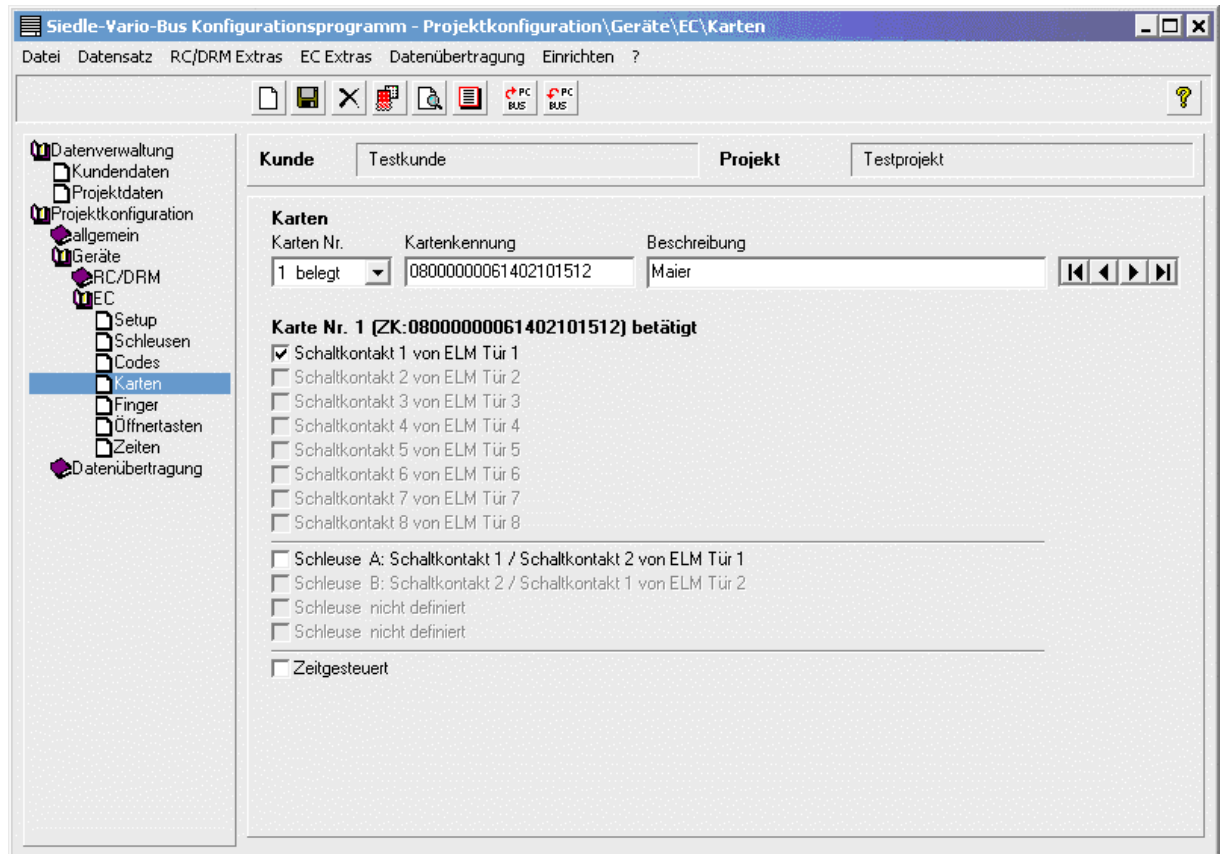 Siedle-Vario-Bus Konfigurationsprogramm - Projektkonfiguration\Geräte\EC\Karten
Datei Datensatz RC/DRM Extras EC Extras Datenübertragung Einrichten ?
PC BUS PC BUS ?
Datenverwaltung
Kundendaten
Projektdaten
Projektkonfiguration
allgemein
Geräte
RC/DRM
EC
Setup
Schleusen
Codes
Karten
Finger
Öffnertasten
Zeiten
Datenübertragung
Kunde Testkunde Projekt Testprojekt
Karten
Karten Nr. Kartenkennung Beschreibung
1 belegt 08000000061402101512 Maier
Karte Nr. 1 (ZK:08000000061402101512) betätigt
Schaltkontakt 1 von ELM Tür 1
Schaltkontakt 2 von ELM Tür 2
Schaltkontakt 3 von ELM Tür 3
Schaltkontakt 4 von ELM Tür 4
Schaltkontakt 5 von ELM Tür 5
Schaltkontakt 6 von ELM Tür 6
Schaltkontakt 7 von ELM Tür 7
Schaltkontakt 8 von ELM Tür 8
Schleuse A: Schaltkontakt 1 / Schaltkontakt 2 von ELM Tür 1
Schleuse B: Schaltkontakt 2 / Schaltkontakt 1 von ELM Tür 2
Schleuse nicht definiert
Schleuse nicht definiert
Zeitgesteuert